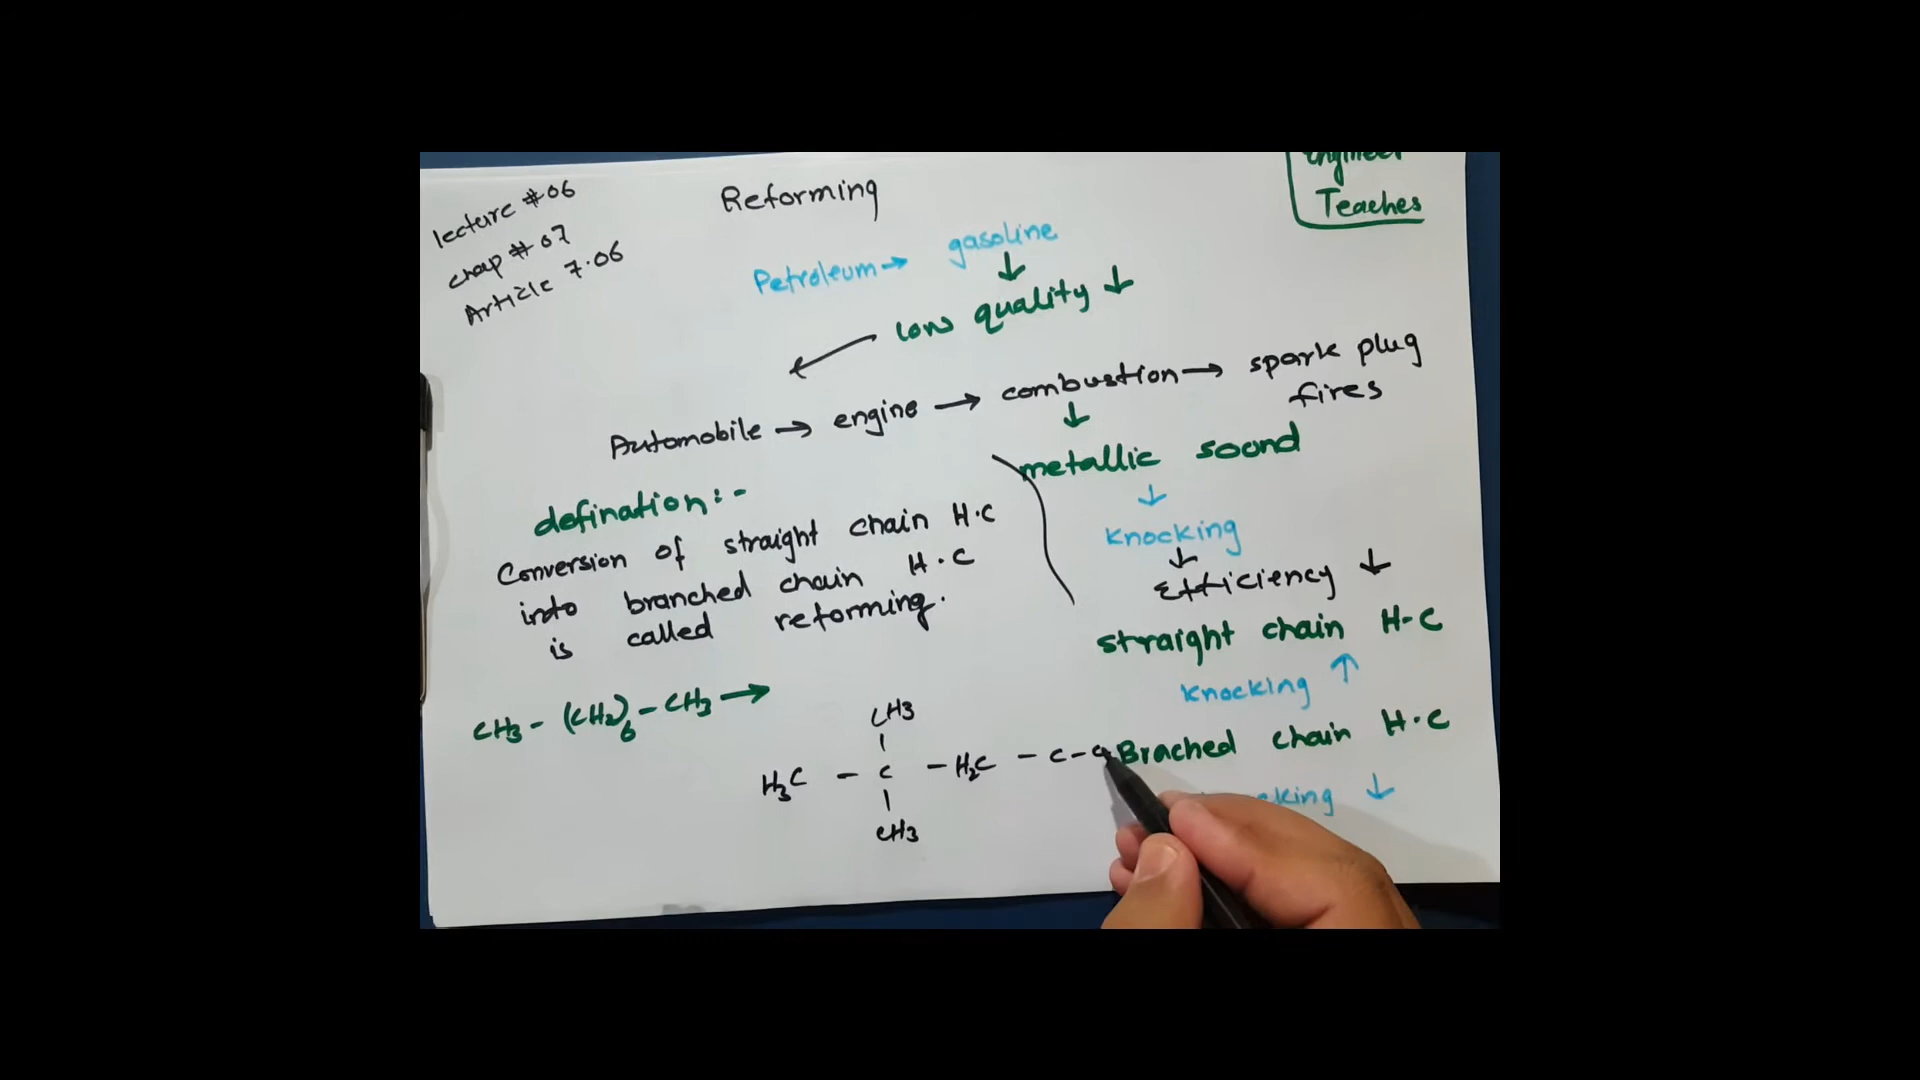 lecture #06
chap #07
Article 7.06
Reforming
Engineer
Teaches
Petroleum → gasoline
↓
low quality ↓
Automobile → engine → combustion → spark plug
fires
↓
metallic sound
↓
Knocking
↓
Efficiency ↓
straight chain H-C
Knocking ↑
Brached chain H.C
king ↓
defination:-
Conversion of straight chain H.C
into branched chain H.C
is called reforming.
CH3 - (CH2)6 - CH3 →
CH3
H3C - C - H2C - C -
CH3